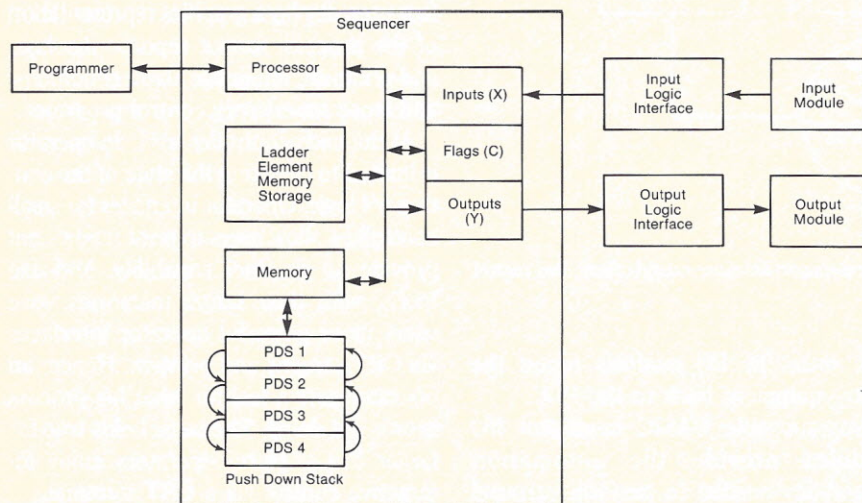 Sequencer
Programmer
Processor
Inputs (X)
Input
Logic
Interface
Input
Module
Ladder
Element
Memory
Storage
Flags (C)
Outputs
(Y)
Output
Logic
Interface
Output
Module
Memory
PDS 1
PDS 2
PDS 3
PDS 4
Push Down Stack